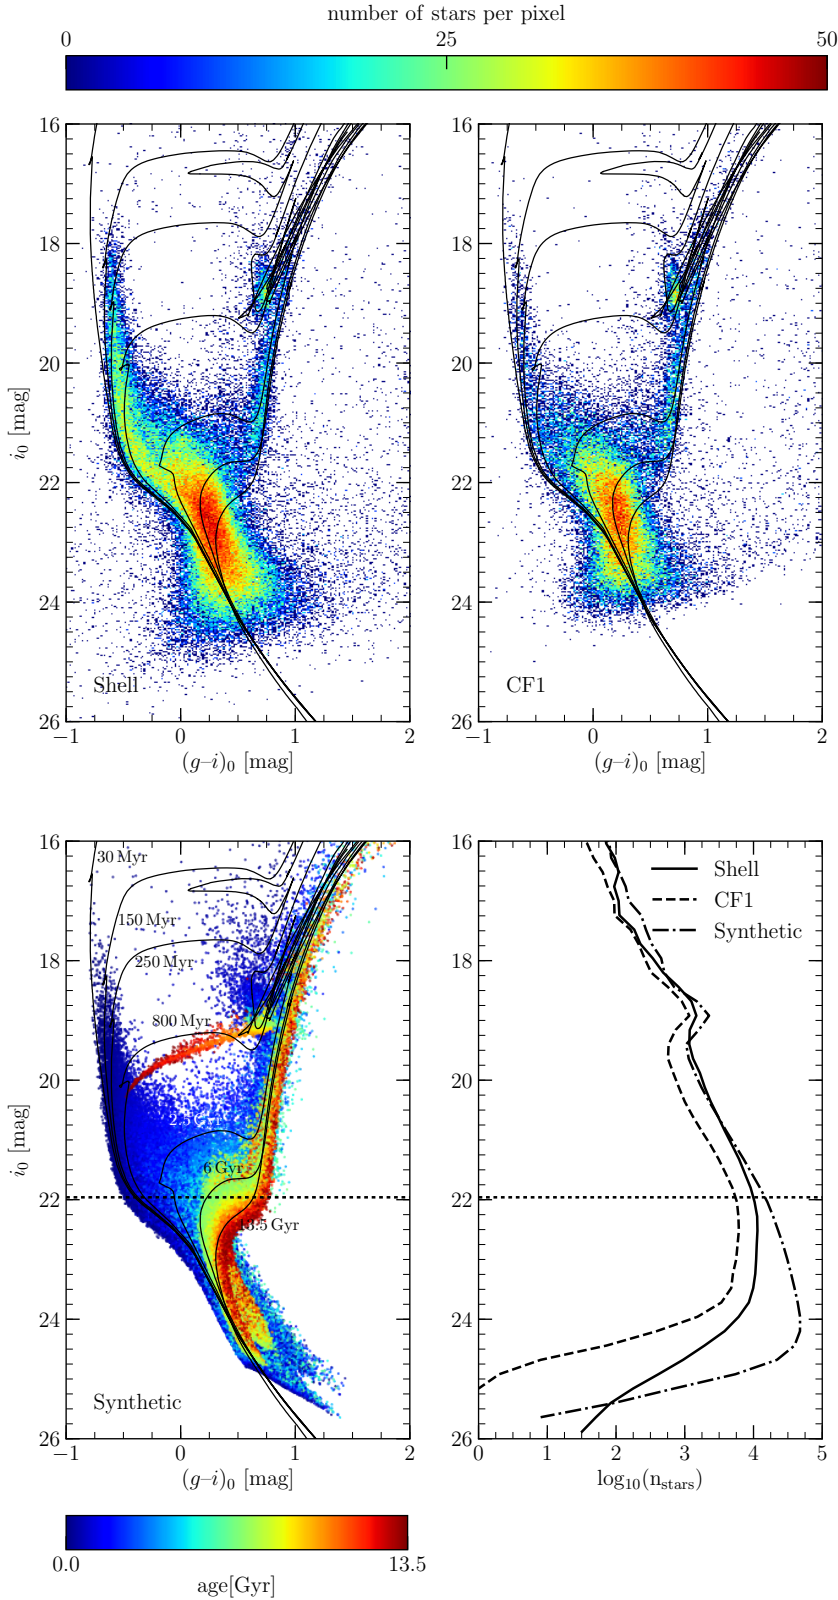 number of stars per pixel
0 25 50
16
18
20
22
24
26
i₀ [mag]
Shell
−1 0 1 2
(g–i)₀ [mag]
16
18
20
22
24
26
CF1
−1 0 1 2
(g–i)₀ [mag]
16
18
20
22
24
26
i₀ [mag]
30 Myr
150 Myr
250 Myr
800 Myr
6 Gyr
13.5 Gyr
Synthetic
−1 0 1 2
(g–i)₀ [mag]
16
18
20
22
24
26
Shell
CF1
Synthetic
0 1 2 3 4 5
log₁₀(nstars)
0.0 13.5
age[Gyr]